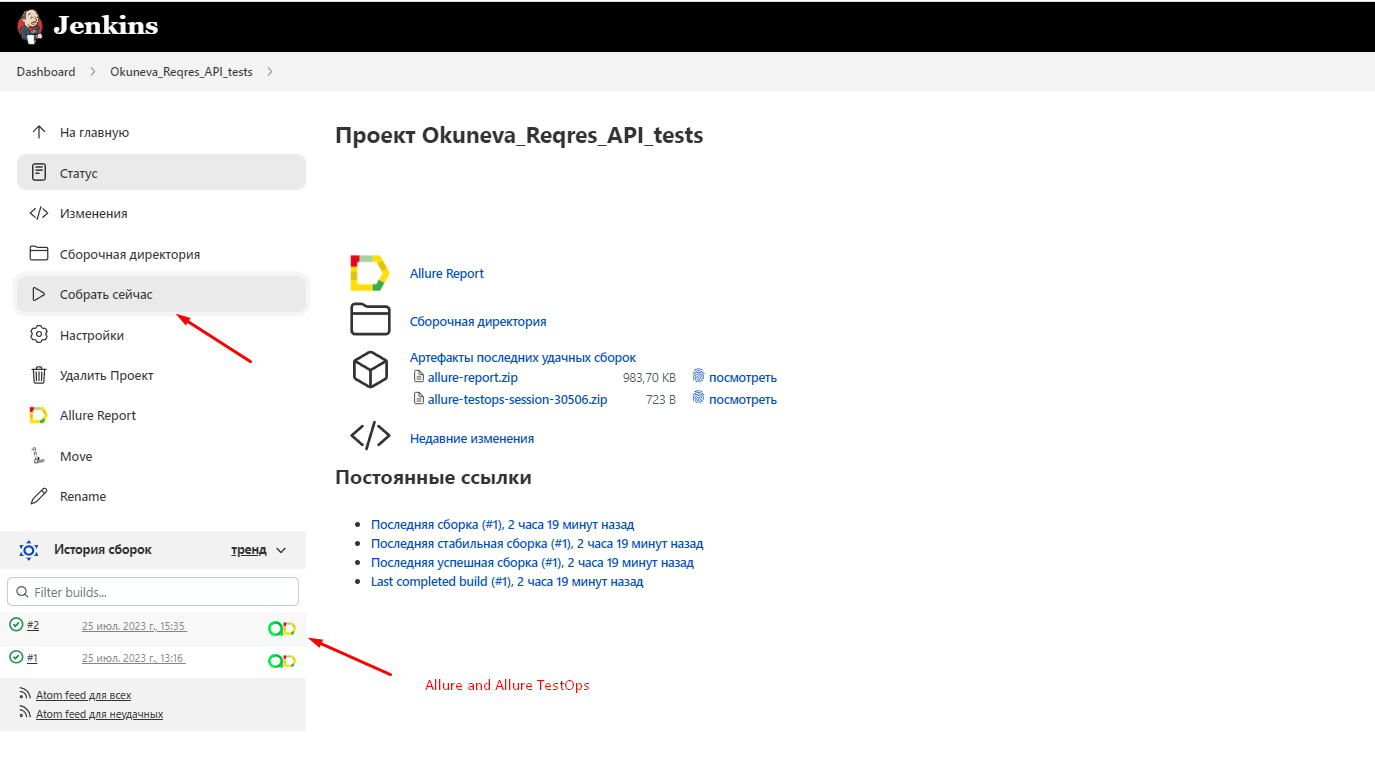 Jenkins
Dashboard
Okuneva_Reqres_API_tests
На главную
Статус
Изменения
Сборочная директория
Собрать сейчас
Настройки
Удалить Проект
Allure Report
Move
Rename
История сборок
тренд
Filter builds...
#2 25 июл. 2023 г., 15:35
#1 25 июл. 2023 г., 13:16
Atom feed для всех
Atom feed для неудачных
Проект Okuneva_Reqres_API_tests
Allure Report
Сборочная директория
Артефакты последних удачных сборок
allure-report.zip 983,70 KB посмотреть
allure-testops-session-30506.zip 723 B посмотреть
Недавние изменения
Постоянные ссылки
Последняя сборка (#1), 2 часа 19 минут назад
Последняя стабильная сборка (#1), 2 часа 19 минут назад
Последняя успешная сборка (#1), 2 часа 19 минут назад
Last completed build (#1), 2 часа 19 минут назад
Allure and Allure TestOps